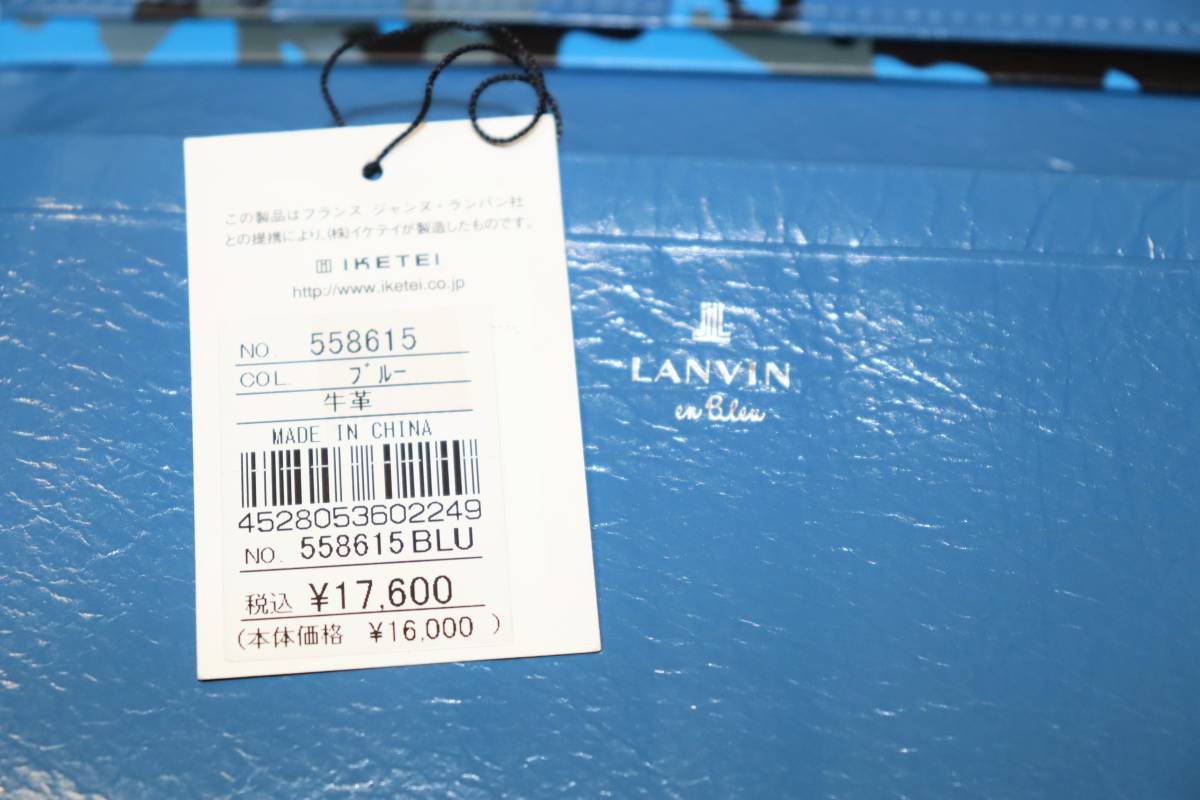 この製品はフランス ジャンヌ・ランバン社
との提携により、(株)イケテイが製造したものです。
IKETEI
http://www.iketei.co.jp
NO. 558615
COL. ブルー
牛革
MADE IN CHINA
4528053602249
NO. 558615BLU
税込 ¥17,600
(本体価格 ¥16,000 )
JL
LANVIN
en Bleu